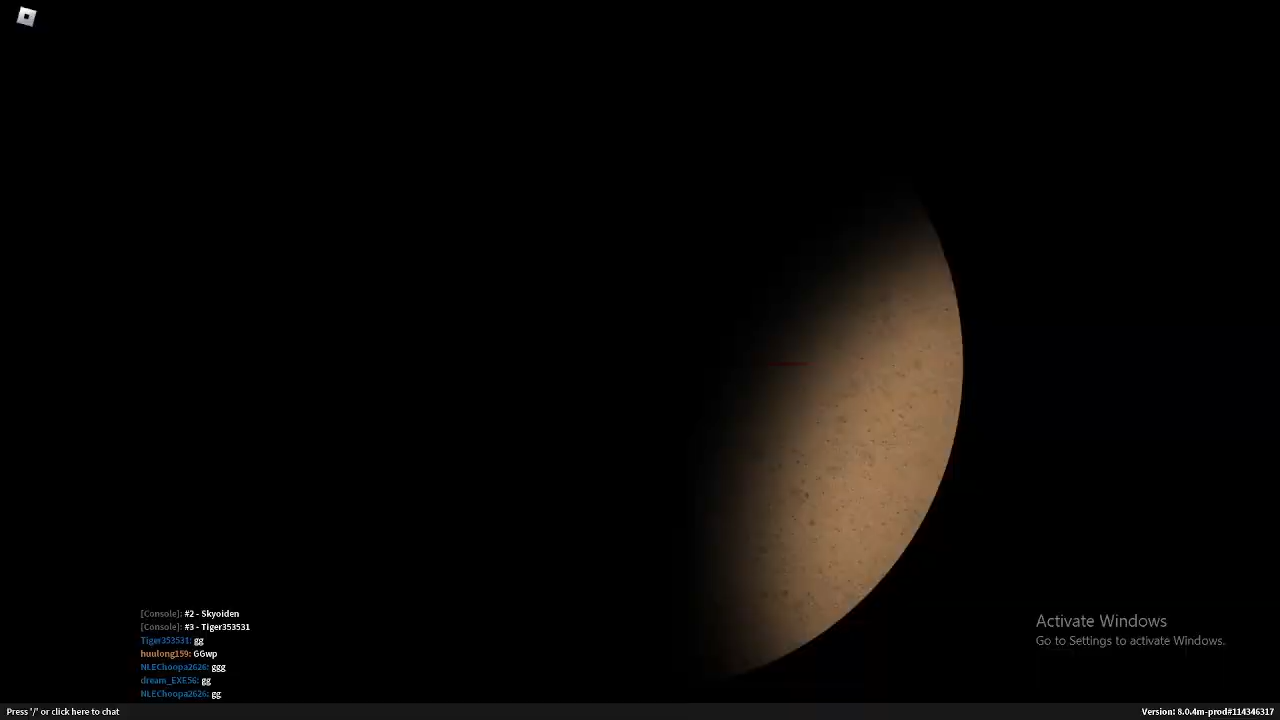 [Console]: #2 - Skyoiden
[Console]: #3 - Tiger353531
Tiger353531: gg
huulong159: GGwp
NLEChoopa2626: ggg
dream_EXE56: gg
NLEChoopa2626: gg
Activate Windows
Go to Settings to activate Windows.
Press '/' or click here to chat
Version: 8.0.4m-prod#114346317